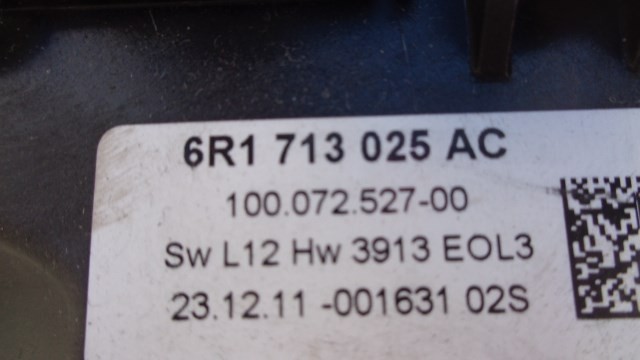 6R1 713 025 AC
100.072.527-00
Sw L12 Hw 3913 EOL3
23.12.11 -001631 02S